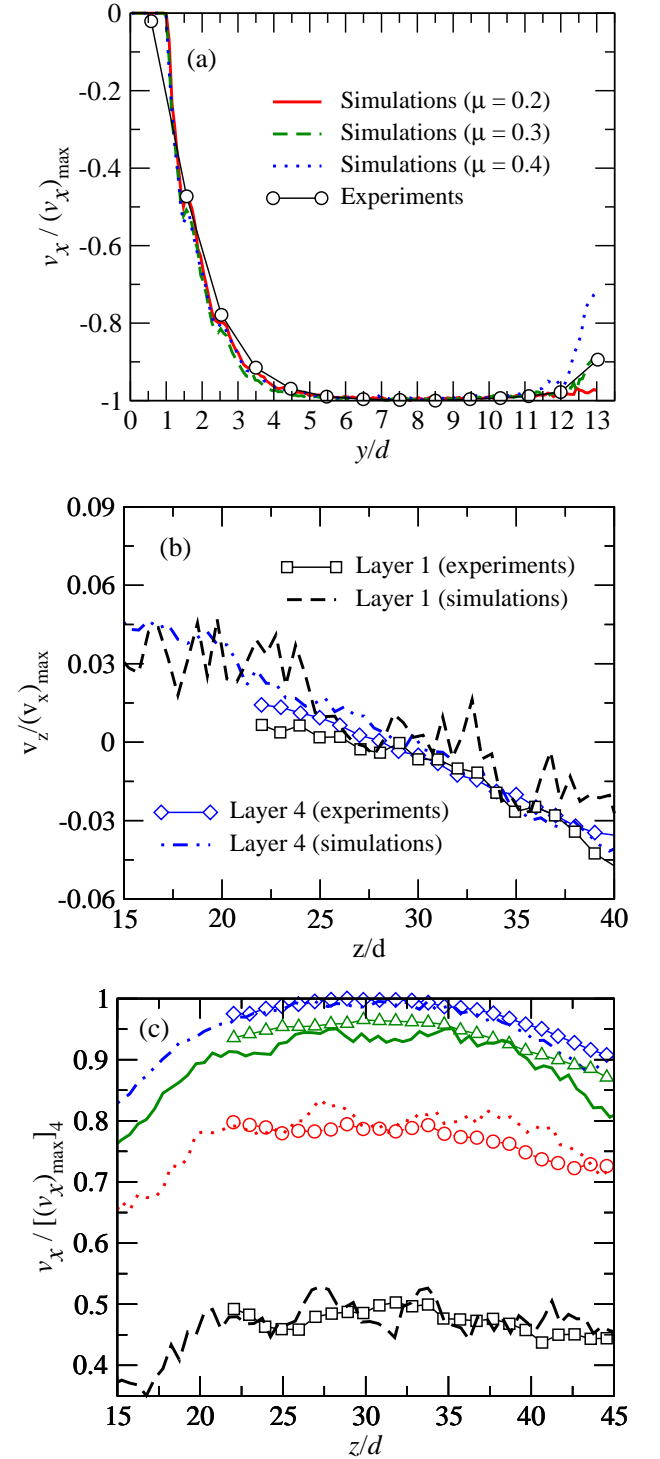 0
-0.2
-0.4
-0.6
-0.8
-1
(a)
Simulations (μ = 0.2)
Simulations (μ = 0.3)
Simulations (μ = 0.4)
Experiments
v_x / (v_x)_max
0 1 2 3 4 5 6 7 8 9 10 11 12 13
y/d
0.09
0.06
0.03
0
-0.03
-0.06
(b)
Layer 1 (experiments)
Layer 1 (simulations)
Layer 4 (experiments)
Layer 4 (simulations)
v_z/(v_x)_max
15 20 25 30 35 40
z/d
1
0.9
0.8
0.7
0.6
0.5
0.4
(c)
v_x / [(v_x)_max]_4
15 20 25 30 35 40 45
z/d